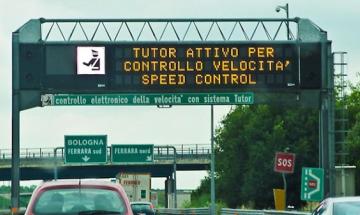 TUTOR ATTIVO PER
CONTROLLO VELOCITA'
SPEED CONTROL
controllo elettronico della velocità con sistema Tutor
BOLOGNA
FERRARA sud
FERRARA nord
SOS